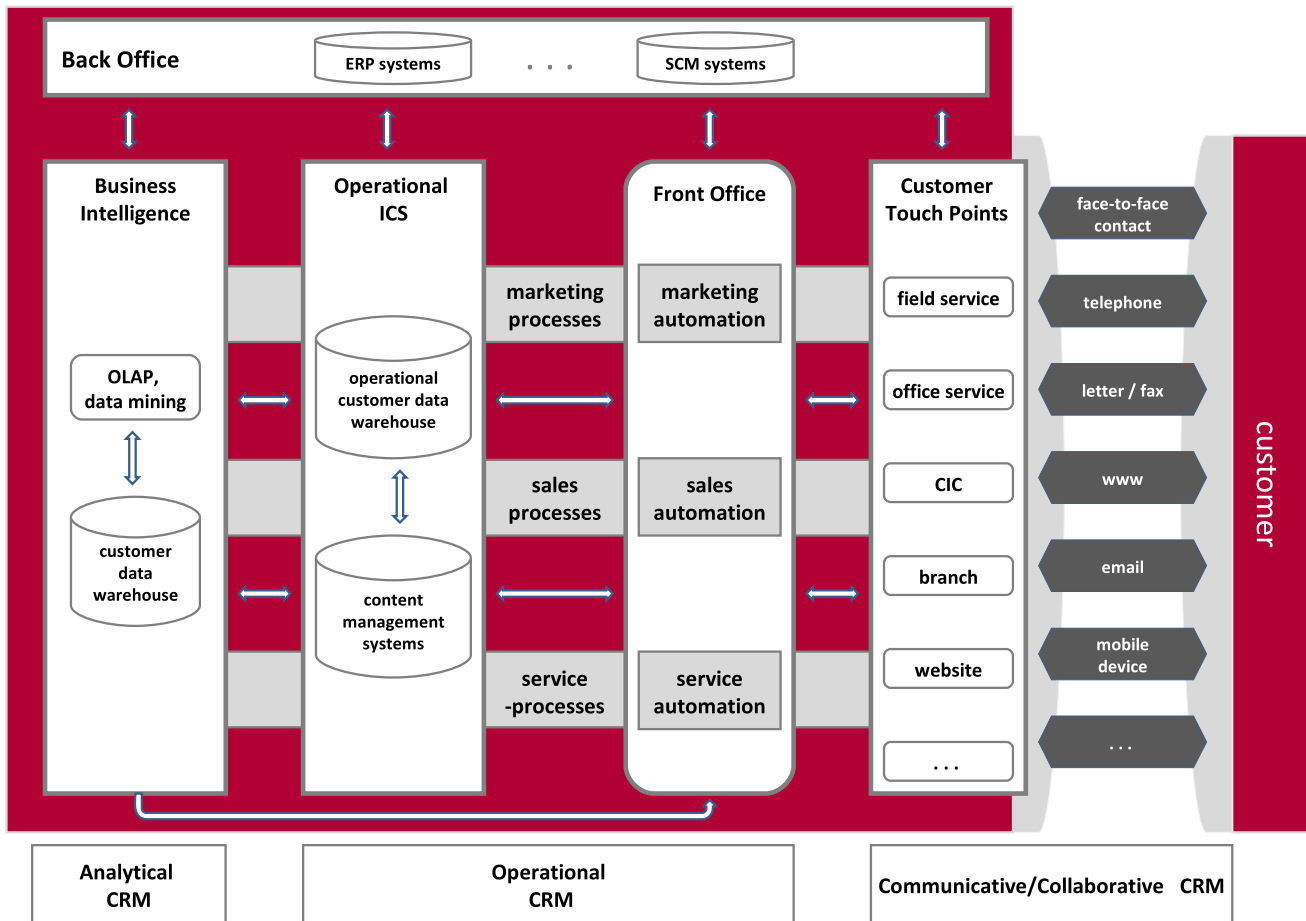 Back Office
ERP systems
. . .
SCM systems
Business
Intelligence
OLAP,
data mining
customer
data
warehouse
Operational
ICS
operational
customer data
warehouse
content
management
systems
marketing
processes
sales
processes
service
-processes
Front Office
marketing
automation
sales
automation
service
automation
Customer
Touch Points
field service
office service
CIC
branch
website
. . .
face-to-face
contact
telephone
letter / fax
www
email
mobile
device
. . .
customer
Analytical
CRM
Operational
CRM
Communicative/Collaborative CRM